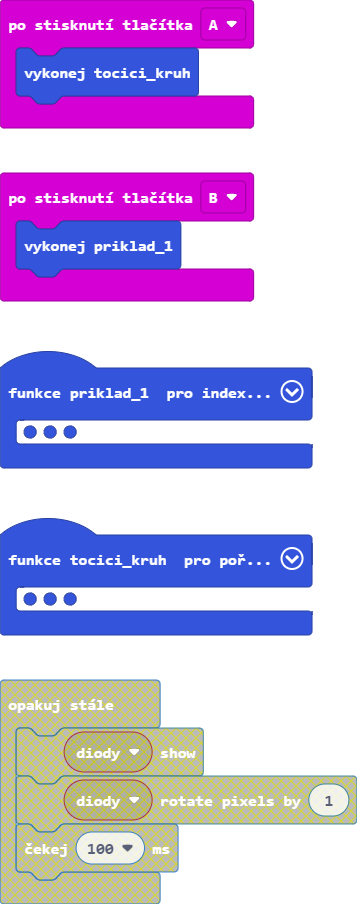 po stisknutí tlačítka A
vykonej tocici_kruh
po stisknutí tlačítka B
vykonej priklad_1
funkce priklad_1 pro index...
funkce tocici_kruh pro poř...
opakuj stále
diody show
diody rotate pixels by 1
čekej 100 ms